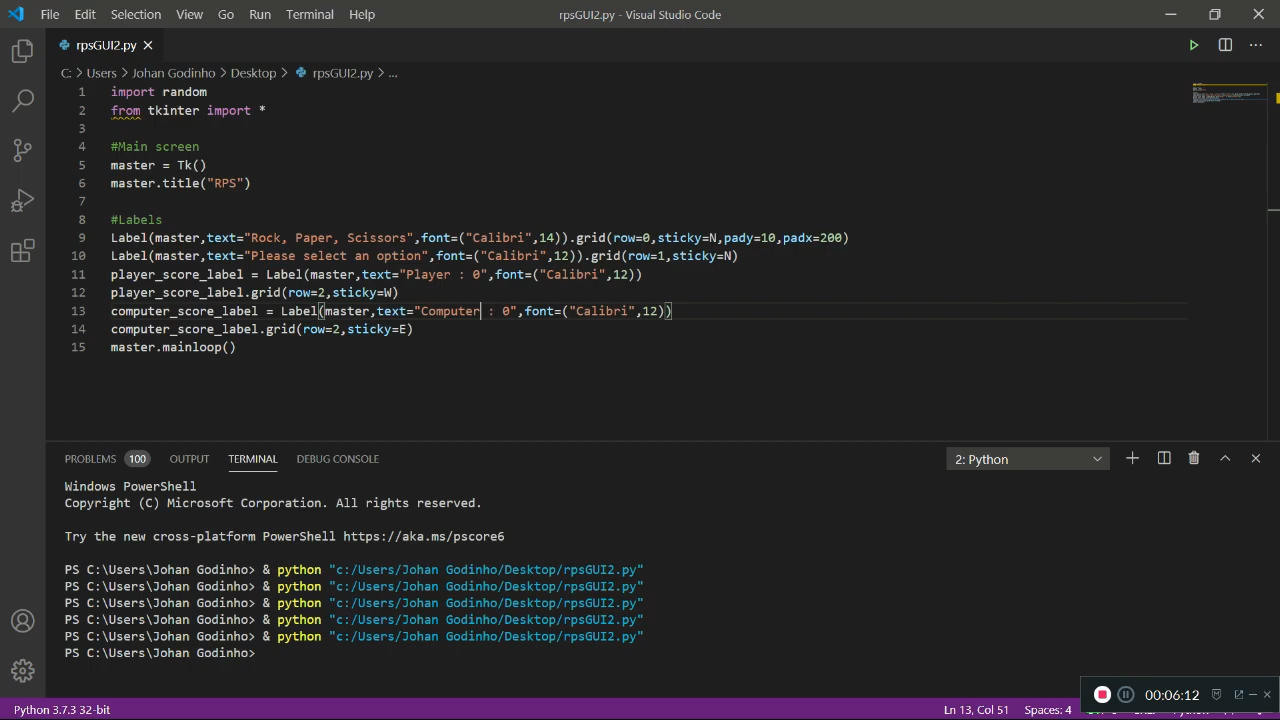 File Edit Selection View Go Run Terminal Help rpsGUI2.py - Visual Studio Code
rpsGUI2.py
C: > Users > Johan Godinho > Desktop > rpsGUI2.py > ...
1 import random
2 from tkinter import *
3
4 #Main screen
5 master = Tk()
6 master.title("RPS")
7
8 #Labels
9 Label(master,text="Rock, Paper, Scissors",font=("Calibri",14)).grid(row=0,sticky=N,pady=10,padx=200)
10 Label(master,text="Please select an option",font=("Calibri",12)).grid(row=1,sticky=N)
11 player_score_label = Label(master,text="Player : 0",font=("Calibri",12))
12 player_score_label.grid(row=2,sticky=W)
13 computer_score_label = Label(master,text="Computer : 0",font=("Calibri",12))
14 computer_score_label.grid(row=2,sticky=E)
15 master.mainloop()
PROBLEMS 100 OUTPUT TERMINAL DEBUG CONSOLE 2: Python
Windows PowerShell
Copyright (C) Microsoft Corporation. All rights reserved.
Try the new cross-platform PowerShell https://aka.ms/pscore6
PS C:\Users\Johan Godinho> & python "c:/Users/Johan Godinho/Desktop/rpsGUI2.py"
PS C:\Users\Johan Godinho> & python "c:/Users/Johan Godinho/Desktop/rpsGUI2.py"
PS C:\Users\Johan Godinho> & python "c:/Users/Johan Godinho/Desktop/rpsGUI2.py"
PS C:\Users\Johan Godinho> & python "c:/Users/Johan Godinho/Desktop/rpsGUI2.py"
PS C:\Users\Johan Godinho> & python "c:/Users/Johan Godinho/Desktop/rpsGUI2.py"
PS C:\Users\Johan Godinho>
00:06:12
Python 3.7.3 32-bit Ln 13, Col 51 Spaces: 4